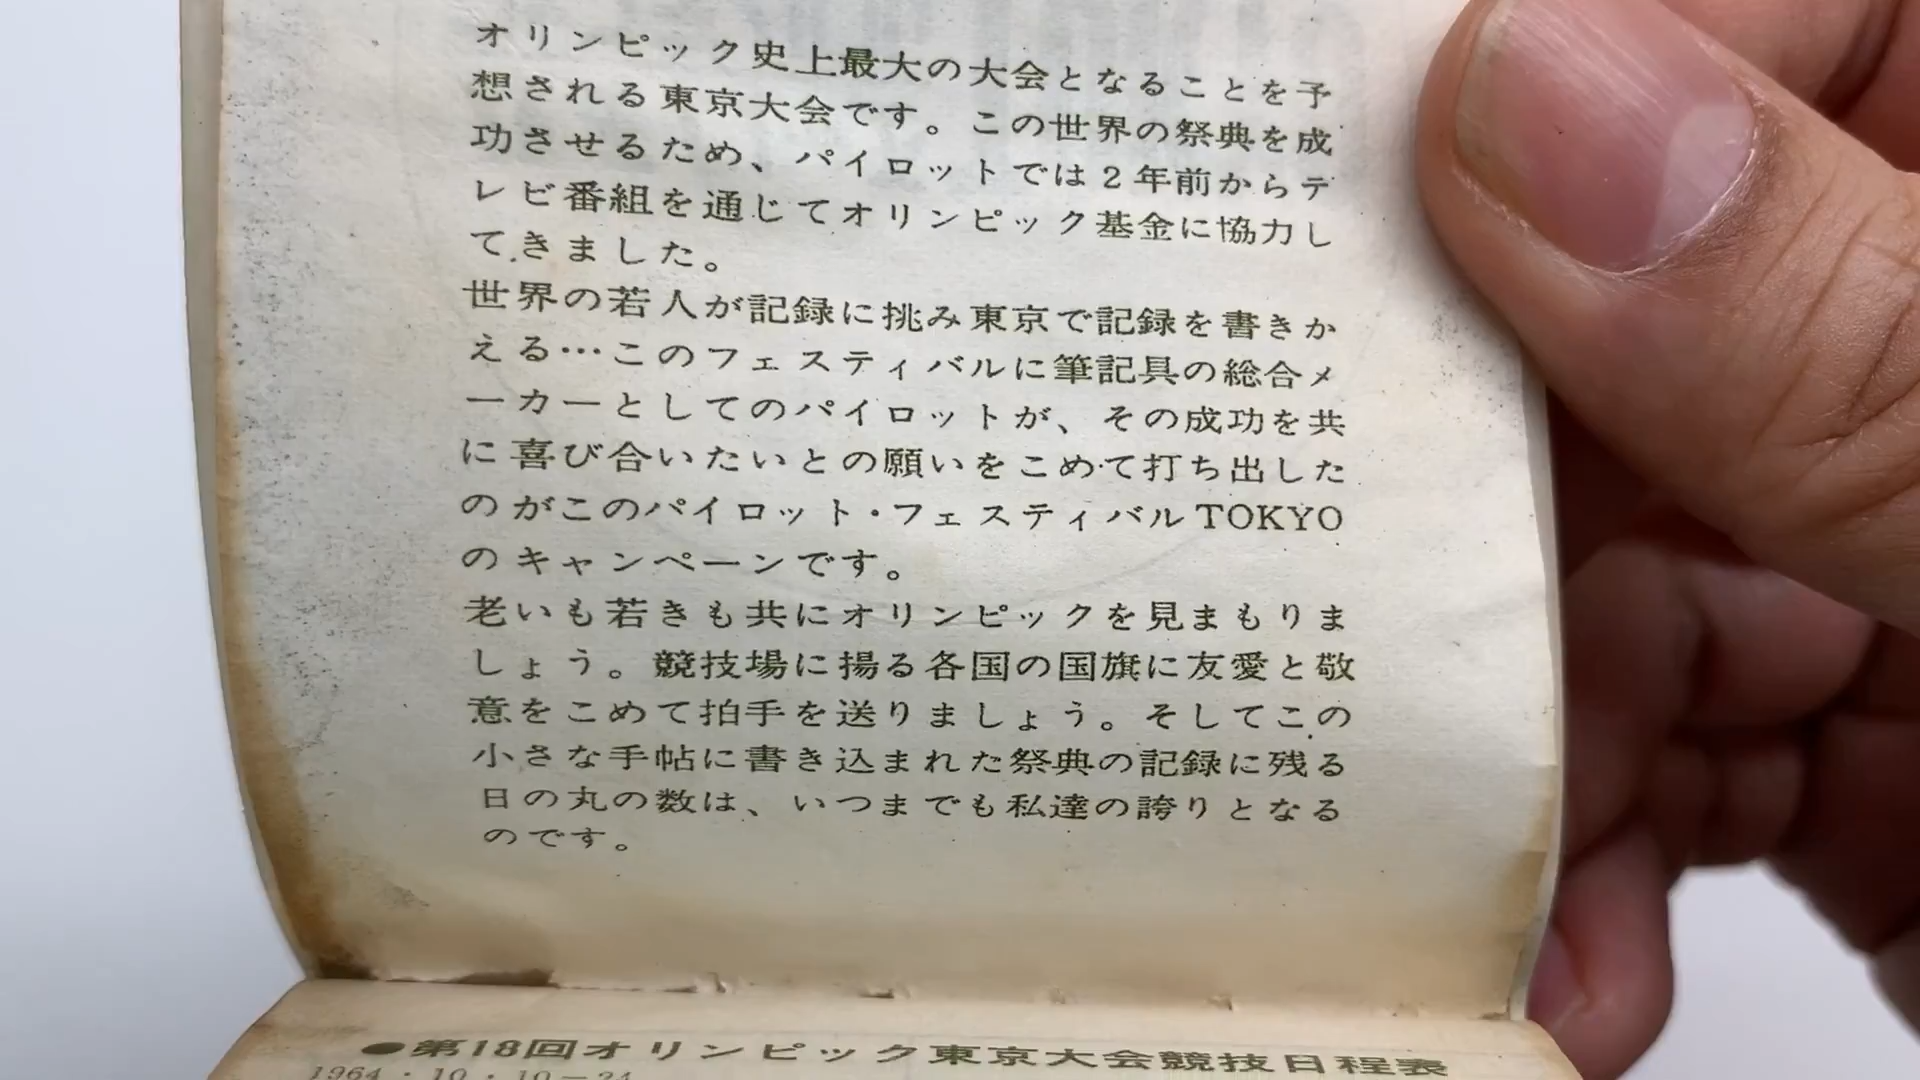 オリンピック史上最大の大会となることを予
想される東京大会です。この世界の祭典を成
功させるため、パイロットでは2年前からテ
レビ番組を通じてオリンピック基金に協力し
てきました。
世界の若人が記録に挑み東京で記録を書きか
える…このフェスティバルに筆記具の総合メ
ーカーとしてのパイロットが、その成功を共
に喜び合いたいとの願いをこめて打ち出した
のがこのパイロット・フェスティバルTOKYO
のキャンペーンです。
老いも若きも共にオリンピックを見まもりま
しょう。競技場に揚る各国の国旗に友愛と敬
意をこめて拍手を送りましょう。そしてこの
小さな手帖に書き込まれた祭典の記録に残る
日の丸の数は、いつまでも私達の誇りとなる
のです。
●第18回オリンピック東京大会競技日程表
1964・10・10−24